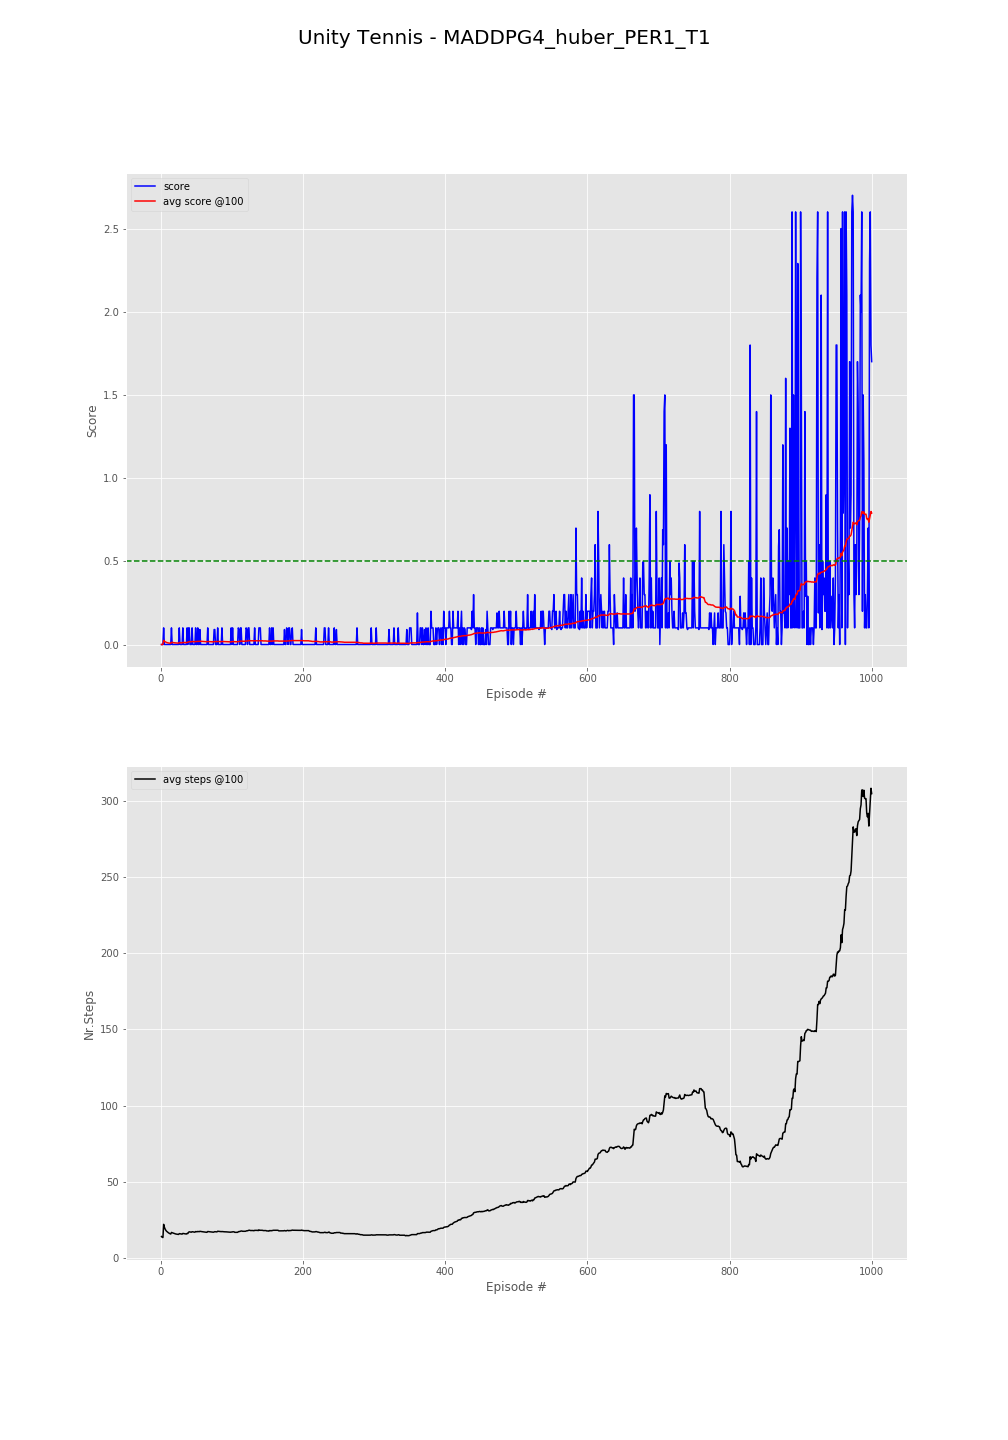 Unity Tennis - MADDPG4_huber_PER1_T1
score
avg score @100
2.5
2.0
1.5
1.0
0.5
0.0
Score
0 200 400 600 800 1000
Episode #
avg steps @100
300
250
200
150
100
50
0
Nr.Steps
0 200 400 600 800 1000
Episode #